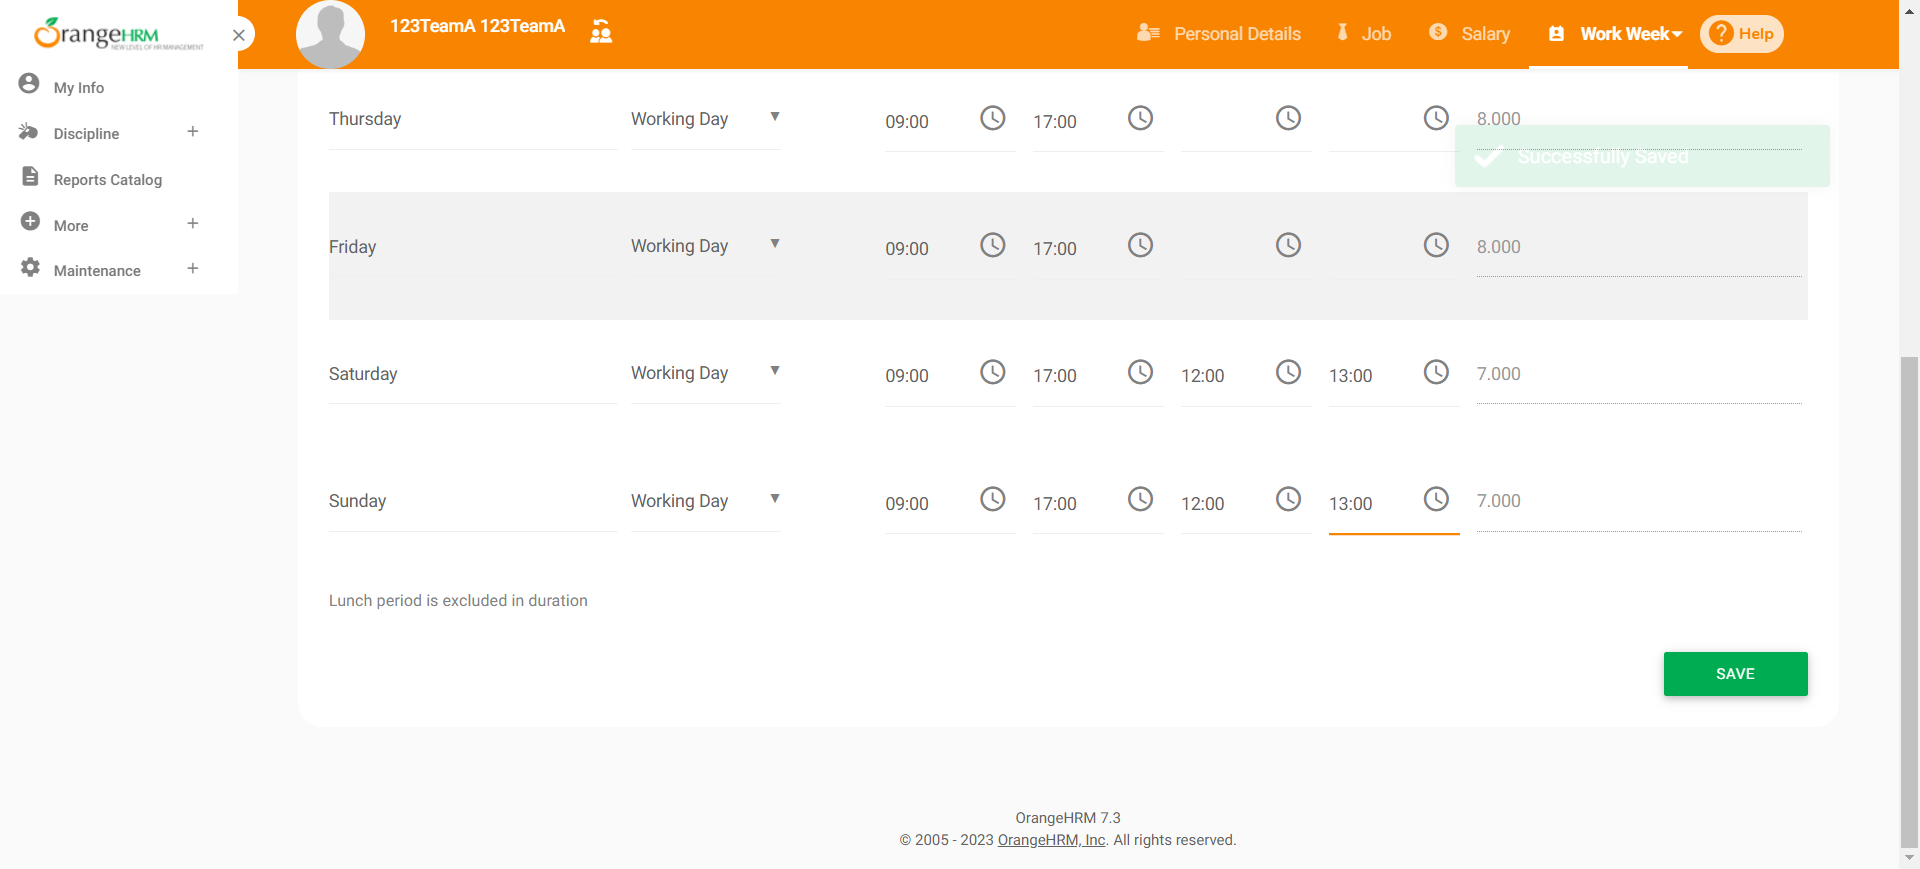 OrangeHRM
NEW LEVEL OF HR MANAGEMENT
My Info
Discipline
Reports Catalog
More
Maintenance
123TeamA 123TeamA
Personal Details
Job
Salary
Work Week
? Help
Thursday Working Day 09:00 17:00 8.000
Successfully Saved
Friday Working Day 09:00 17:00 8.000
Saturday Working Day 09:00 17:00 12:00 13:00 7.000
Sunday Working Day 09:00 17:00 12:00 13:00 7.000
Lunch period is excluded in duration
SAVE
OrangeHRM 7.3
© 2005 - 2023 OrangeHRM, Inc. All rights reserved.